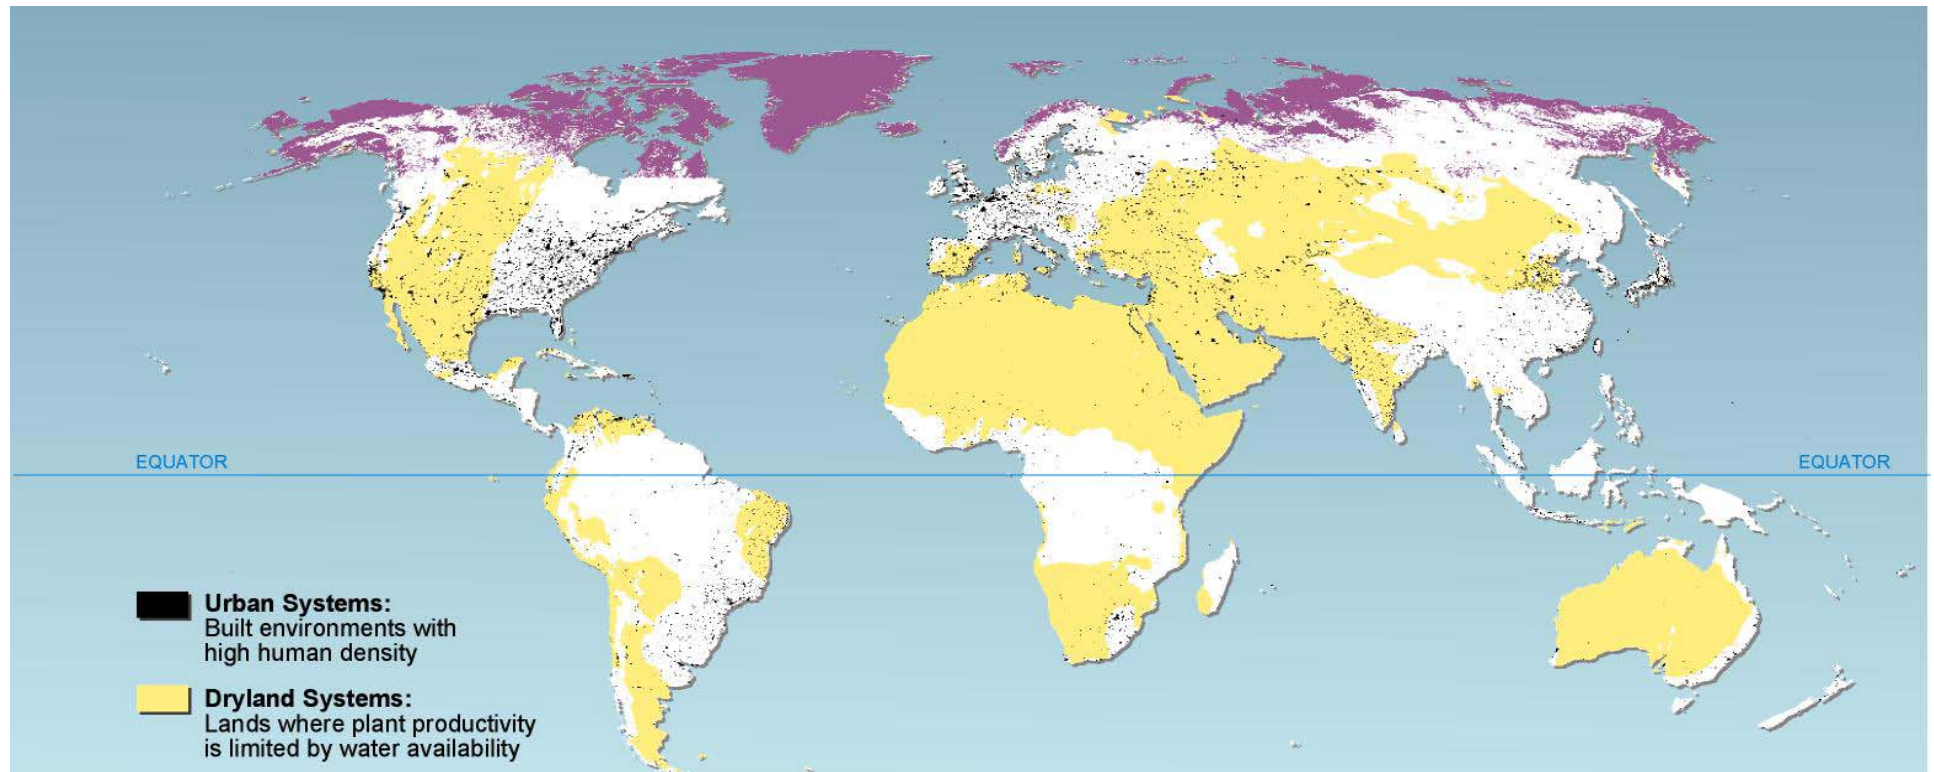 EQUATOR
EQUATOR
Urban Systems:
Built environments with
high human density
Dryland Systems:
Lands where plant productivity
is limited by water availability